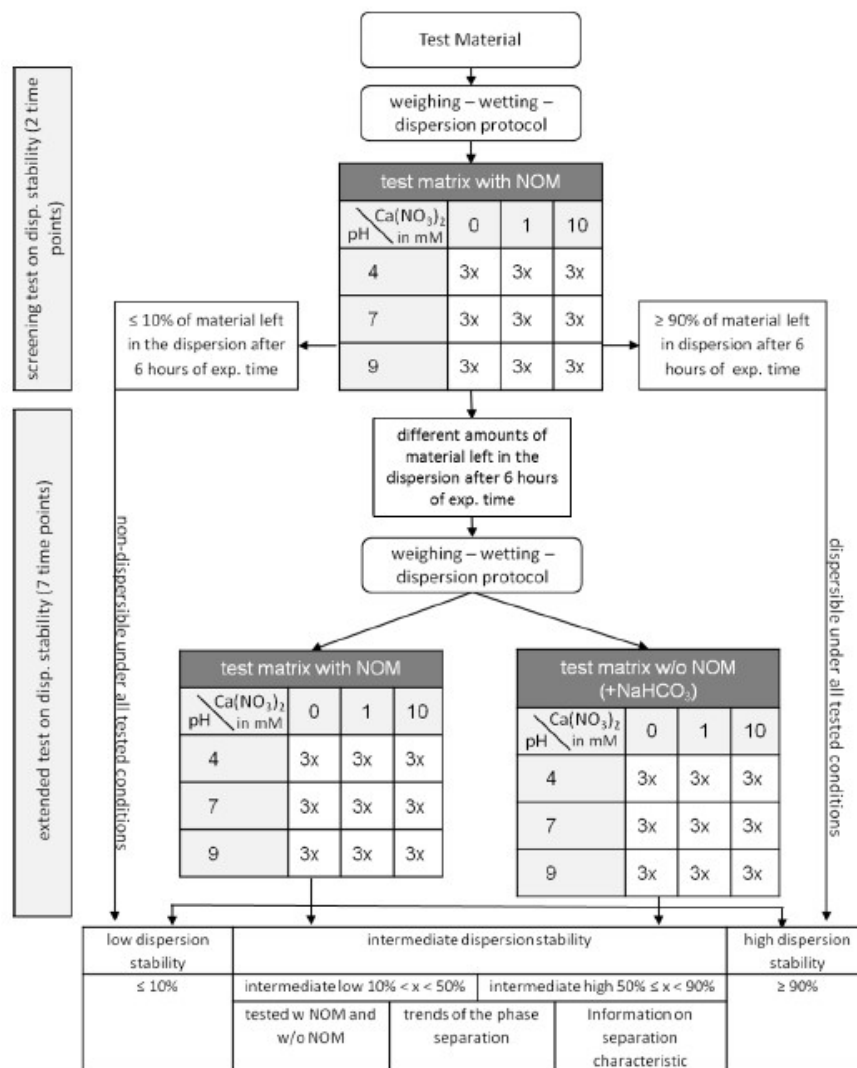 Test Material
weighing – wetting –
dispersion protocol
screening test on disp. stability (2 time
points)
test matrix with NOM
Ca(NO₃)₂
in mM
pH
0
1
10
4
3x
3x
3x
7
3x
3x
3x
9
3x
3x
3x
≤ 10% of material left
in the dispersion after
6 hours of exp. time
≥ 90% of material left
in dispersion after 6
hours of exp. time
different amounts of
material left in the
dispersion after 6 hours
of exp. time
weighing – wetting –
dispersion protocol
extended test on disp. stability (7 time points)
non-dispersible under all tested conditions
dispersible under all tested conditions
test matrix with NOM
Ca(NO₃)₂
in mM
pH
0
1
10
4
3x
3x
3x
7
3x
3x
3x
9
3x
3x
3x
test matrix w/o NOM
(+NaHCO₃)
Ca(NO₃)₂
in mM
pH
0
1
10
4
3x
3x
3x
7
3x
3x
3x
9
3x
3x
3x
low dispersion
stability
intermediate dispersion stability
high dispersion
stability
≤ 10%
intermediate low 10% < x < 50%
intermediate high 50% ≤ x < 90%
≥ 90%
tested w NOM and
w/o NOM
trends of the phase
separation
Information on
separation
characteristic